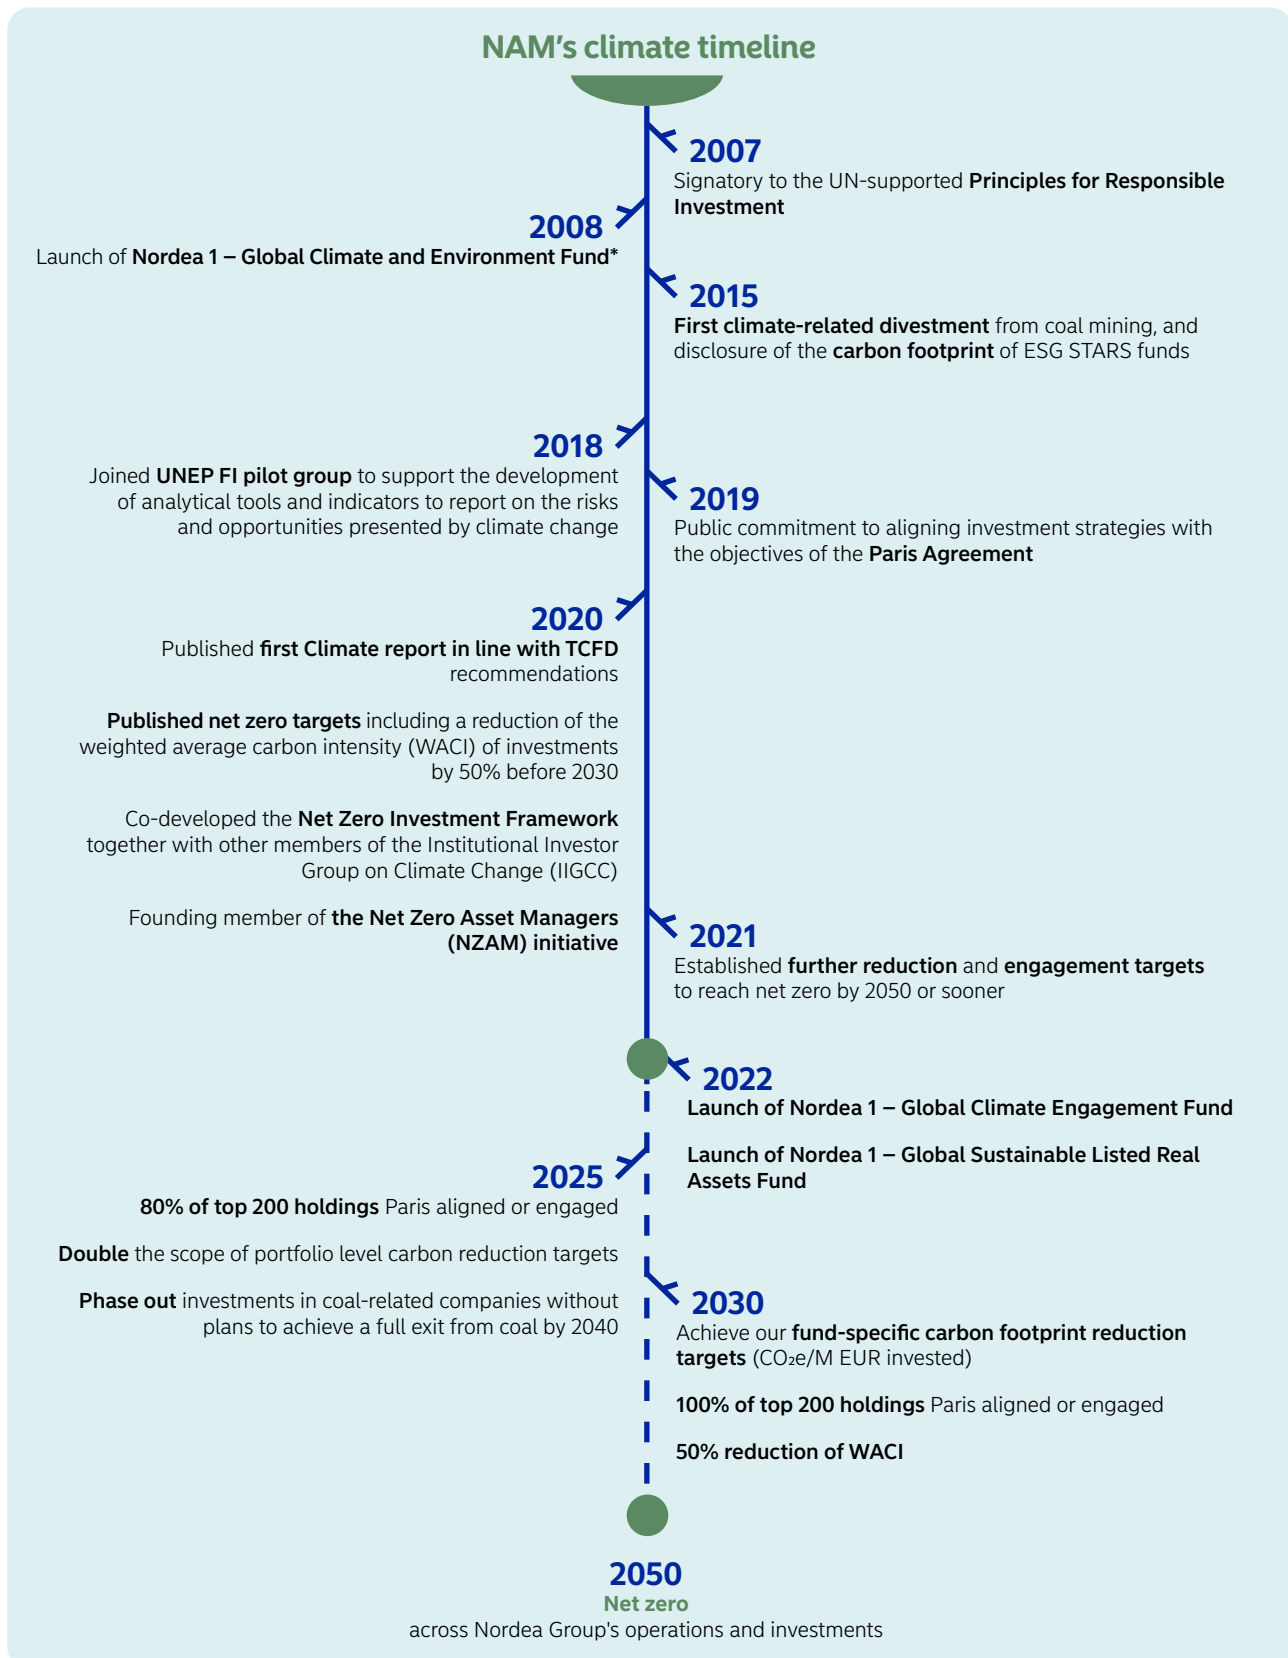 NAM's climate timeline
2007
Signatory to the UN-supported Principles for Responsible
Investment
2008
Launch of Nordea 1 – Global Climate and Environment Fund*
2015
First climate-related divestment from coal mining, and
disclosure of the carbon footprint of ESG STARS funds
2018
Joined UNEP FI pilot group to support the development
of analytical tools and indicators to report on the risks
and opportunities presented by climate change
2019
Public commitment to aligning investment strategies with
the objectives of the Paris Agreement
2020
Published first Climate report in line with TCFD
recommendations
Published net zero targets including a reduction of the
weighted average carbon intensity (WACI) of investments
by 50% before 2030
Co-developed the Net Zero Investment Framework
together with other members of the Institutional Investor
Group on Climate Change (IIGCC)
Founding member of the Net Zero Asset Managers
(NZAM) initiative
2021
Established further reduction and engagement targets
to reach net zero by 2050 or sooner
2022
Launch of Nordea 1 – Global Climate Engagement Fund
Launch of Nordea 1 – Global Sustainable Listed Real
Assets Fund
2025
80% of top 200 holdings Paris aligned or engaged
Double the scope of portfolio level carbon reduction targets
Phase out investments in coal-related companies without
plans to achieve a full exit from coal by 2040
2030
Achieve our fund-specific carbon footprint reduction
targets (CO₂e/M EUR invested)
100% of top 200 holdings Paris aligned or engaged
50% reduction of WACI
2050
Net zero
across Nordea Group's operations and investments